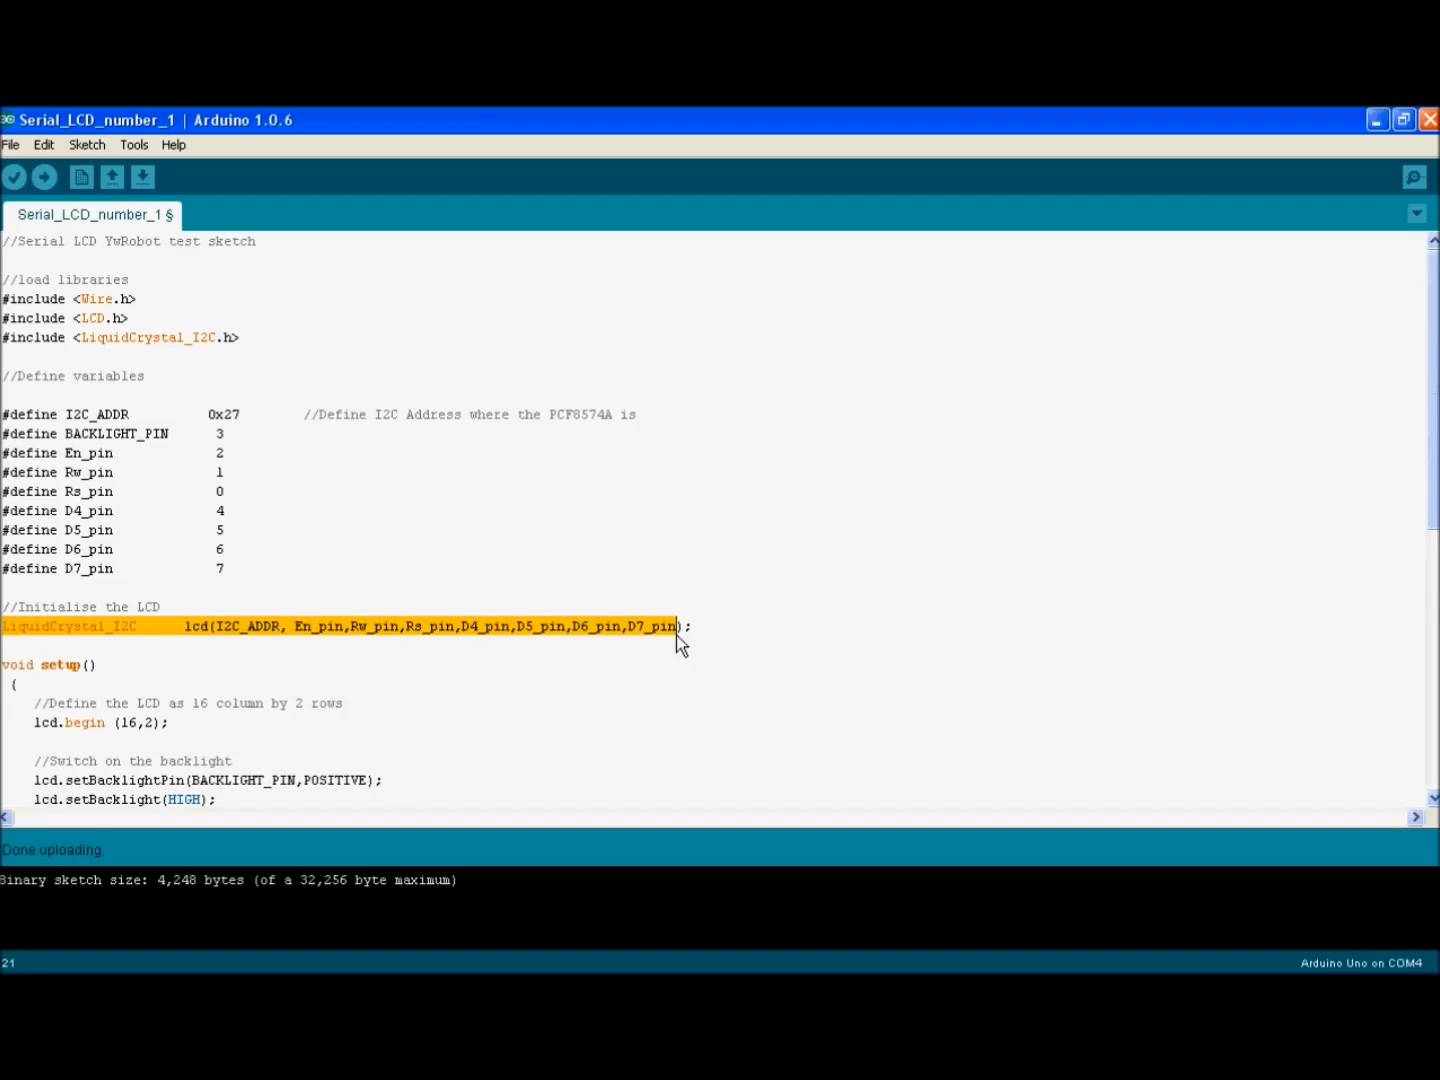 Serial_LCD_number_1 | Arduino 1.0.6
File Edit Sketch Tools Help
Serial_LCD_number_1 §
//Serial LCD YwRobot test sketch
//load libraries
#include <Wire.h>
#include <LCD.h>
#include <LiquidCrystal_I2C.h>
//Define variables
#define I2C_ADDR 0x27 //Define I2C Address where the PCF8574A is
#define BACKLIGHT_PIN 3
#define En_pin 2
#define Rw_pin 1
#define Rs_pin 0
#define D4_pin 4
#define D5_pin 5
#define D6_pin 6
#define D7_pin 7
//Initialise the LCD
LiquidCrystal_I2C lcd(I2C_ADDR, En_pin,Rw_pin,Rs_pin,D4_pin,D5_pin,D6_pin,D7_pin);
void setup()
{
//Define the LCD as 16 column by 2 rows
lcd.begin (16,2);
//Switch on the backlight
lcd.setBacklightPin(BACKLIGHT_PIN,POSITIVE);
lcd.setBacklight(HIGH);
Done uploading.
Binary sketch size: 4,248 bytes (of a 32,256 byte maximum)
21 Arduino Uno on COM4